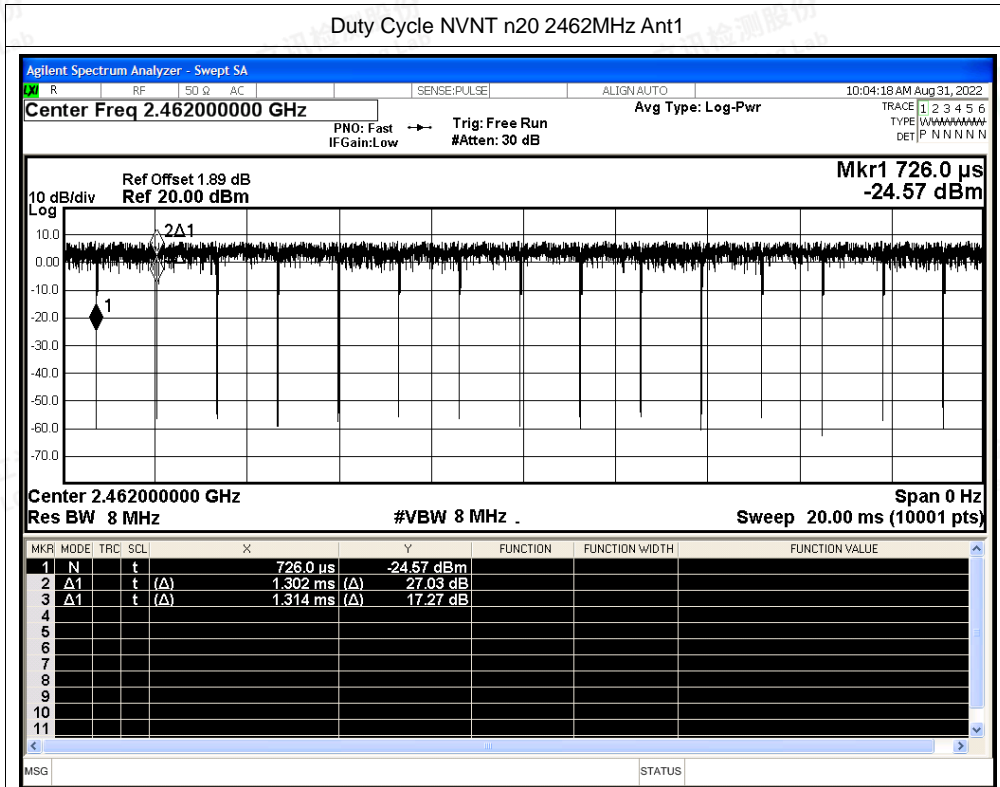 Duty Cycle NVNT n20 2462MHz Ant1
Agilent Spectrum Analyzer - Swept SA
LXI R RF 50 Ω AC SENSE:PULSE ALIGN AUTO 10:04:18 AM Aug 31, 2022
Center Freq 2.462000000 GHz Avg Type: Log-Pwr TRACE 1 2 3 4 5 6
PNO: Fast Trig: Free Run TYPE WWWWWW
IFGain:Low #Atten: 30 dB DET P N N N N N
Mkr1 726.0 µs
-24.57 dBm
Ref Offset 1.89 dB
10 dB/div Ref 20.00 dBm
Log
10.0
2Δ1
0.00
-10.0
1
-20.0
-30.0
-40.0
-50.0
-60.0
-70.0
Center 2.462000000 GHz Span 0 Hz
Res BW 8 MHz #VBW 8 MHz Sweep 20.00 ms (10001 pts)
MKR MODE TRC SCL X Y FUNCTION FUNCTION WIDTH FUNCTION VALUE
1 N t 726.0 µs -24.57 dBm
2 Δ1 t (Δ) 1.302 ms (Δ) 27.03 dB
3 Δ1 t (Δ) 1.314 ms (Δ) 17.27 dB
4
5
6
7
8
9
10
11
MSG STATUS